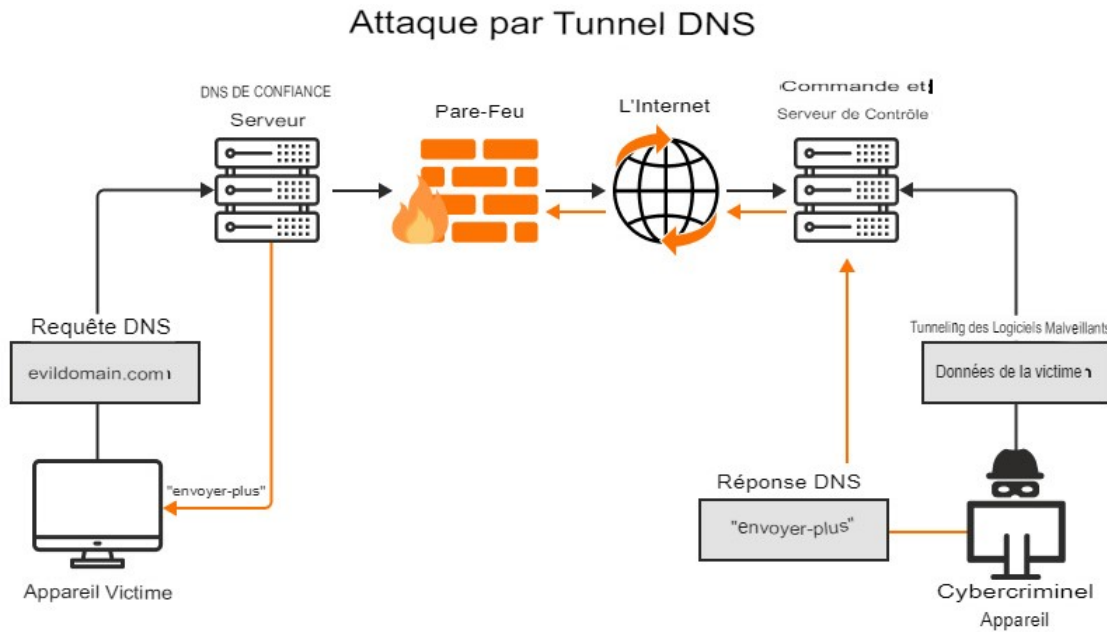 Attaque par Tunnel DNS
DNS DE CONFIANCE
Serveur
Pare-Feu
L'Internet
Commande et
Serveur de Contrôle
Requête DNS
evildomain.com
Tunneling des Logiciels Malveillants
Données de la victime
"envoyer-plus"
Réponse DNS
"envoyer-plus"
Appareil Victime
Cybercriminel
Appareil